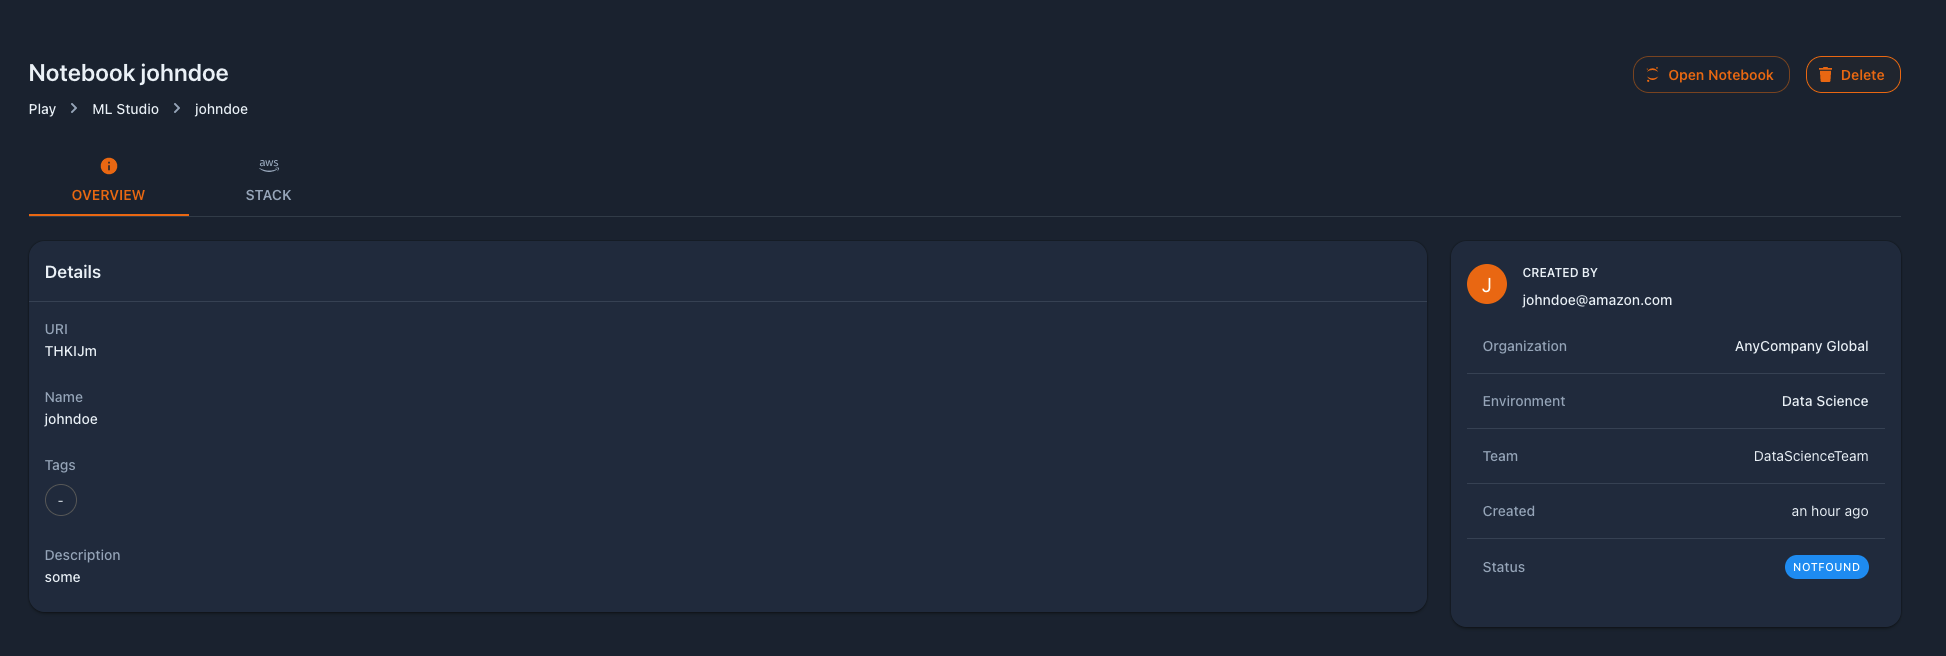 Notebook johndoe
Open Notebook
Delete
Play > ML Studio > johndoe
aws
OVERVIEW
STACK
Details
URI
THKIJm
Name
johndoe
Tags
-
Description
some
J
CREATED BY
johndoe@amazon.com
Organization AnyCompany Global
Environment Data Science
Team DataScienceTeam
Created an hour ago
Status NOTFOUND